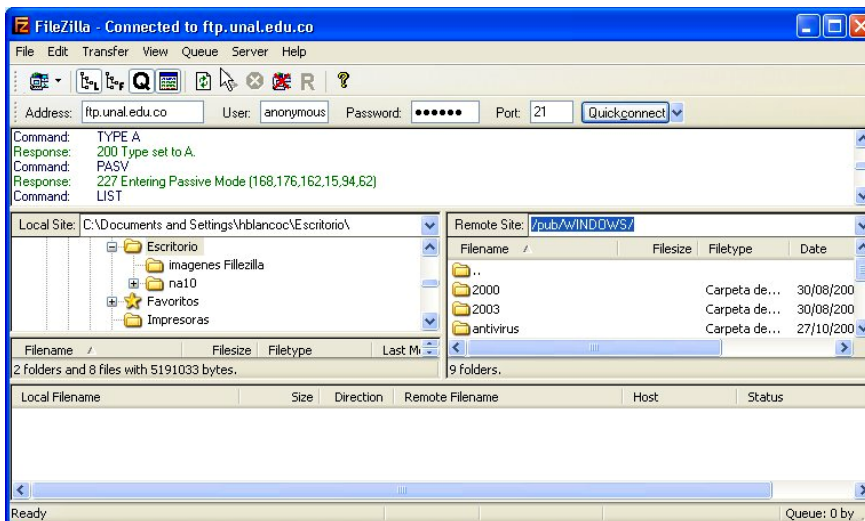 FileZilla - Connected to ftp.unal.edu.co
File Edit Transfer View Queue Server Help
Address: ftp.unal.edu.co User: anonymous Password: •••••• Port: 21 Quickconnect
Command: TYPE A
Response: 200 Type set to A.
Command: PASV
Response: 227 Entering Passive Mode (168,176,162,15,94,62)
Command: LIST
Local Site: C:\Documents and Settings\hblancoc\Escritorio\
Escritorio
imagenes Fillezilla
na10
Favoritos
Impresoras
Filename Filesize Filetype Last M
2 folders and 8 files with 5191033 bytes.
Remote Site: /pub/WINDOWS/
Filename Filesize Filetype Date
..
2000 Carpeta de... 30/08/200
2003 Carpeta de... 30/08/200
antivirus Carpeta de... 27/10/200
9 folders.
Local Filename Size Direction Remote Filename Host Status
Ready Queue: 0 by